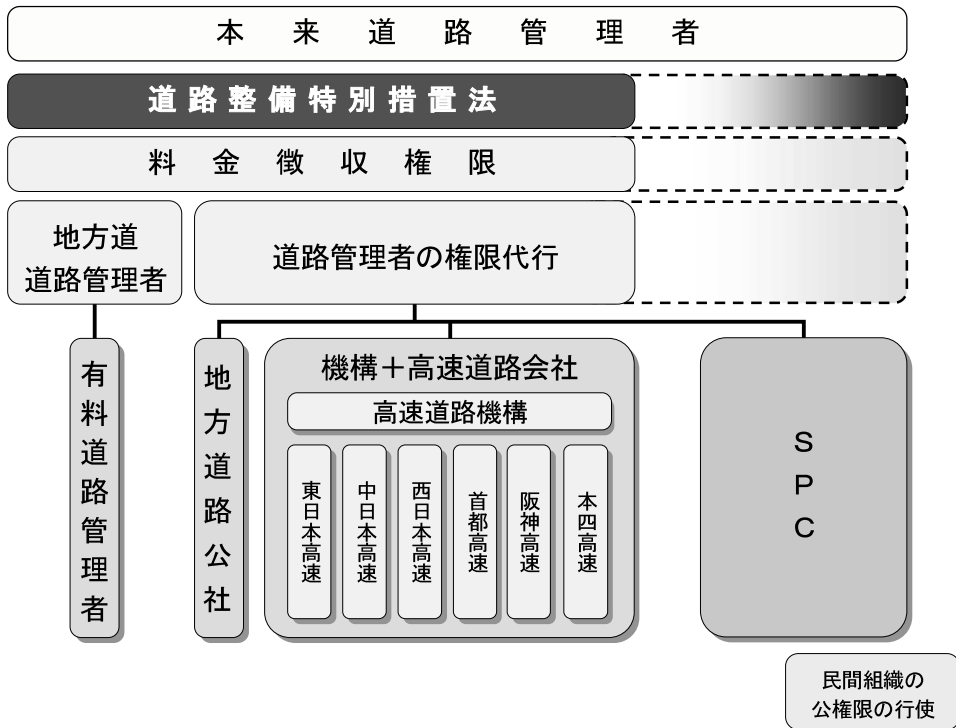 本来道路管理者
道路整備特別措置法
料金徴収権限
地方道
道路管理者
道路管理者の権限代行
有料道路管理者
地方道路公社
機構＋高速道路会社
高速道路機構
東日本高速
中日本高速
西日本高速
首都高速
阪神高速
本四高速
ＳＰＣ
民間組織の
公権限の行使